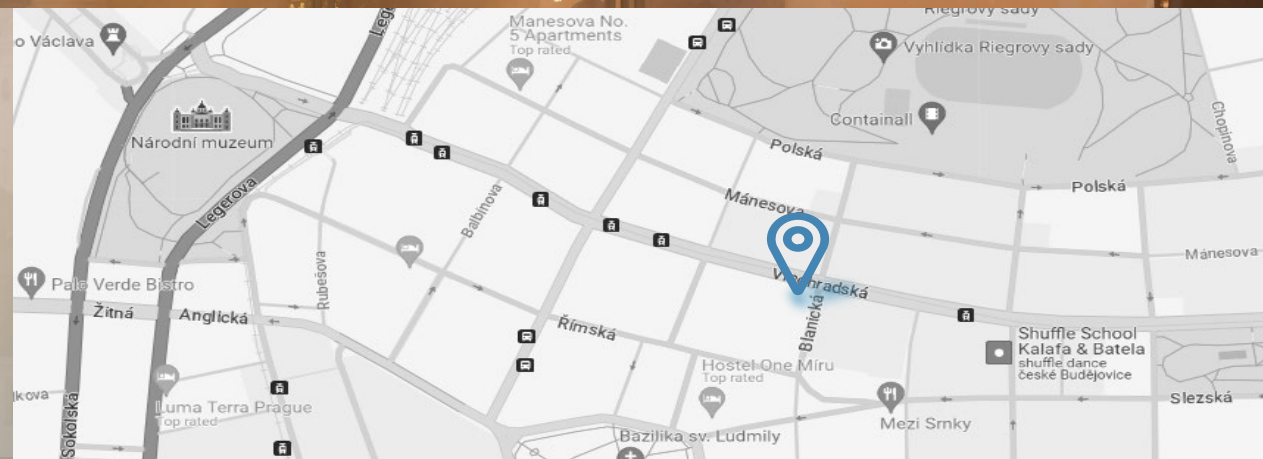 Riegrovy sady
Manesova No.
5 Apartments
Top rated
o Václava
Vyhlídka Riegrovy sady
Národní muzeum
Containall
Chopinova
Polská
Polská
Legerova
Balbínova
Mánesova
Mánesova
Rubešova
Palo Verde Bistro
Žitná
Anglická
Římská
Blanická
Shuffle School
Kalafa & Batela
shuffle dance
české Budějovice
Hostel One Míru
Top rated
lkova
Sokolská
Luma Terra Prague
Top rated
Slezská
Mezi Srnky
Bazilika sv. Ludmily